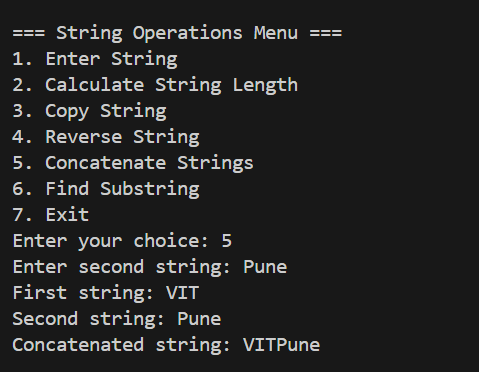 === String Operations Menu ===
1. Enter String
2. Calculate String Length
3. Copy String
4. Reverse String
5. Concatenate Strings
6. Find Substring
7. Exit
Enter your choice: 5
Enter second string: Pune
First string: VIT
Second string: Pune
Concatenated string: VITPune